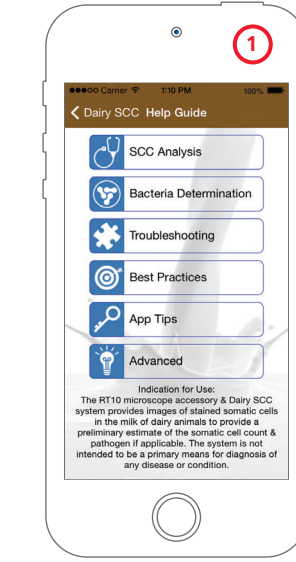 1
Carrier 1:10 PM 100%
Dairy SCC Help Guide
SCC Analysis
Bacteria Determination
Troubleshooting
Best Practices
App Tips
Advanced
Indication for Use:
The RT10 microscope accessory & Dairy SCC
system provides images of stained somatic cells
in the milk of dairy animals to provide a
preliminary estimate of the somatic cell count &
pathogen if applicable. The system is not
intended to be a primary means for diagnosis of
any disease or condition.